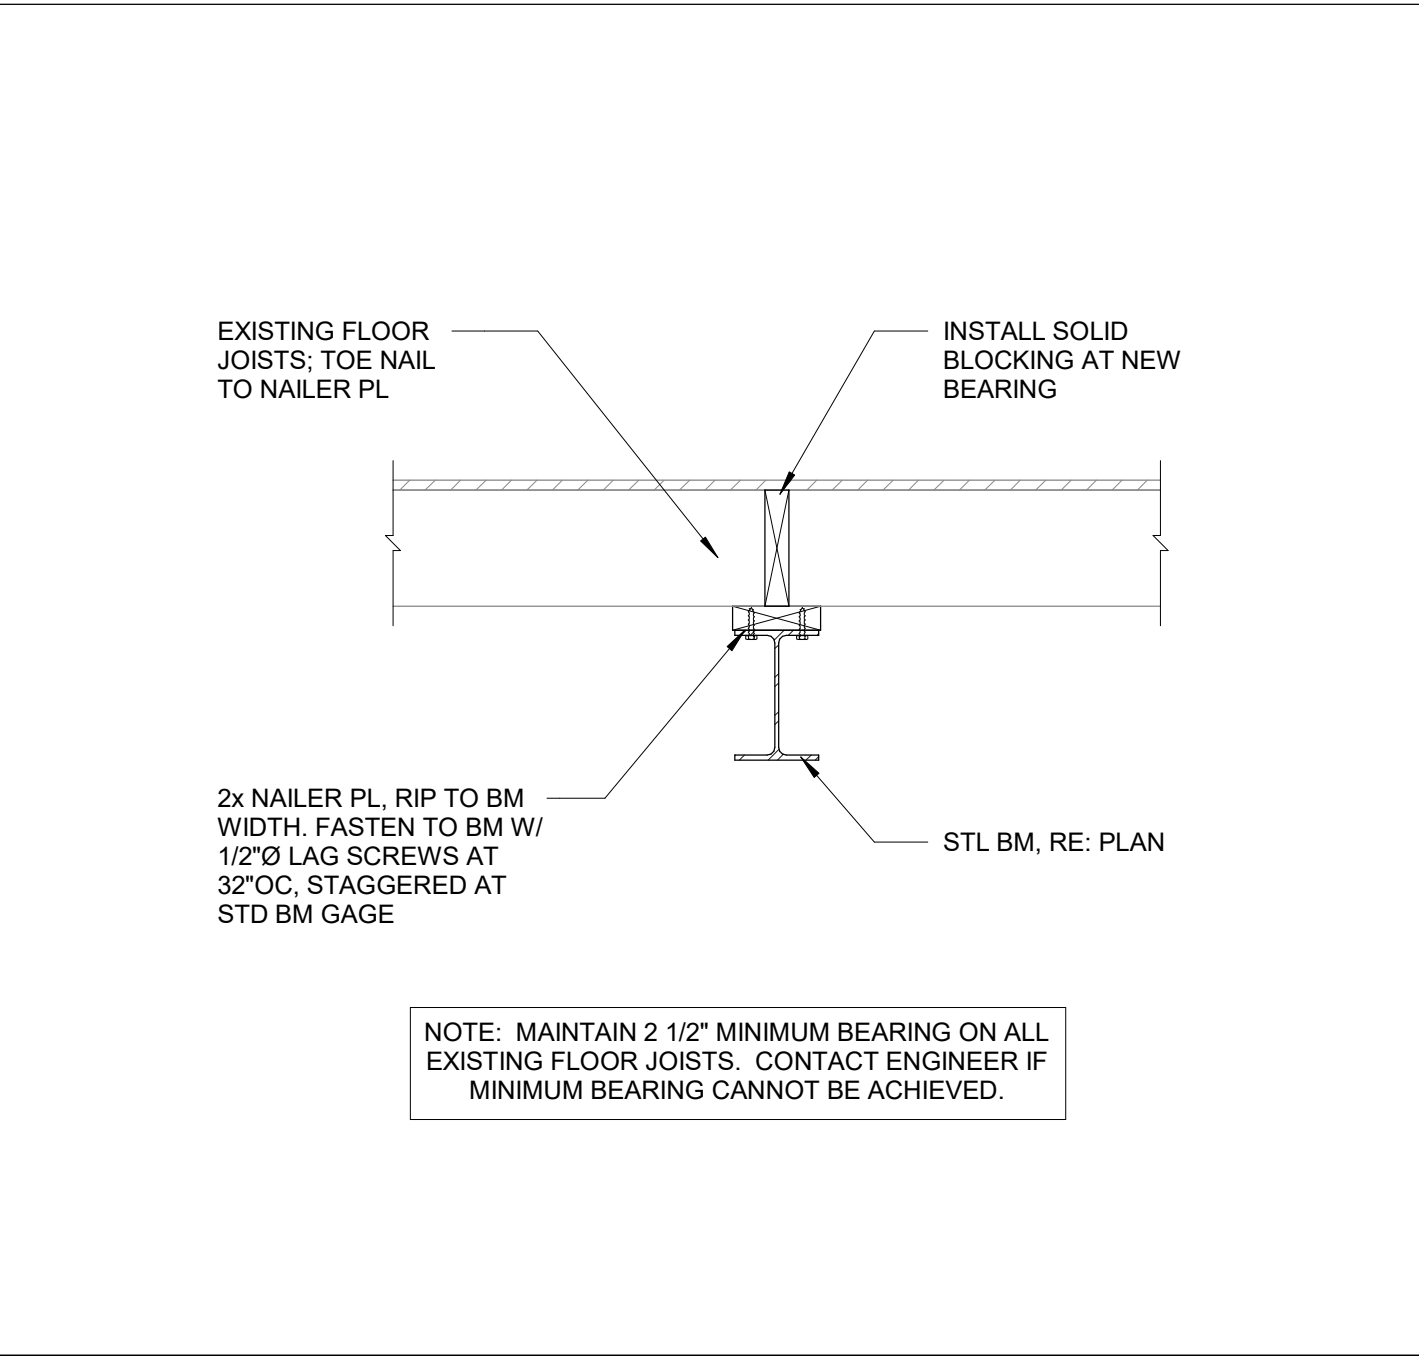 EXISTING FLOOR
JOISTS; TOE NAIL
TO NAILER PL
INSTALL SOLID
BLOCKING AT NEW
BEARING
2x NAILER PL, RIP TO BM
WIDTH. FASTEN TO BM W/
1/2"Ø LAG SCREWS AT
32"OC, STAGGERED AT
STD BM GAGE
STL BM, RE: PLAN
NOTE: MAINTAIN 2 1/2" MINIMUM BEARING ON ALL
EXISTING FLOOR JOISTS. CONTACT ENGINEER IF
MINIMUM BEARING CANNOT BE ACHIEVED.